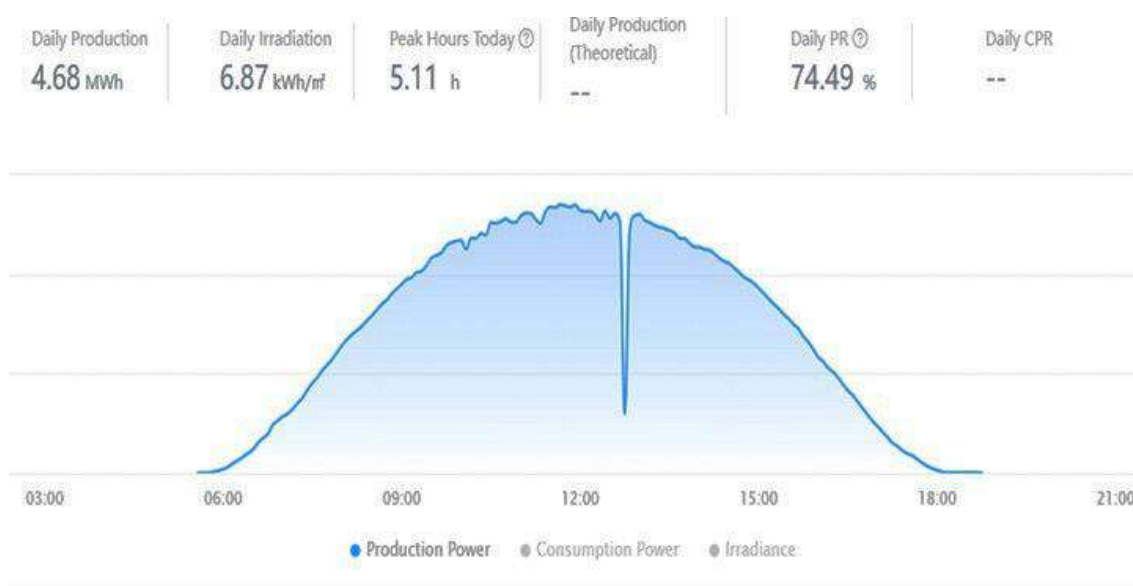 Daily Production
4.68 MWh
Daily Irradiation
6.87 kWh/㎡
Peak Hours Today ?
5.11 h
Daily Production
(Theoretical)
--
Daily PR ?
74.49 %
Daily CPR
--
03:00 06:00 09:00 12:00 15:00 18:00 21:00
Production Power Consumption Power Irradiance